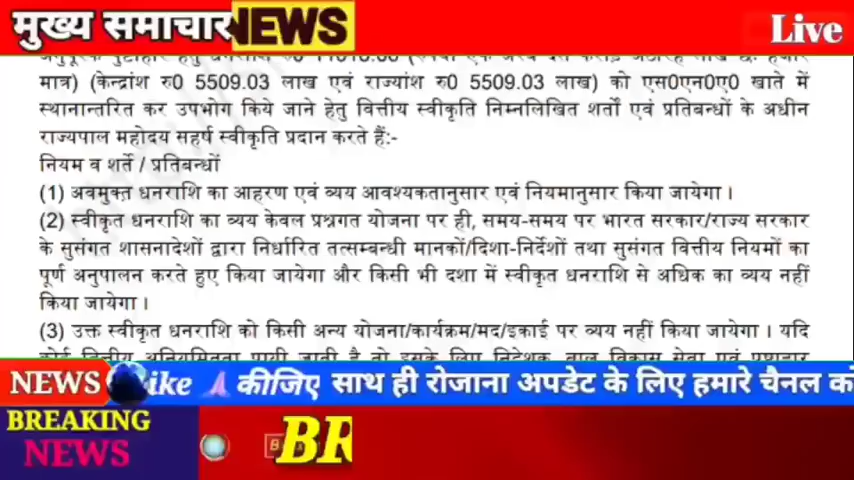 मुख्य समाचार NEWS
Live
मात्र) (केन्द्रांश रु0 5509.03 लाख एवं राज्यांश रु0 5509.03 लाख) को एस0एन0ए0 खाते में
स्थानान्तरित कर उपभोग किये जाने हेतु वित्तीय स्वीकृति निम्नलिखित शर्तों एवं प्रतिबन्धों के अधीन
राज्यपाल महोदय सहर्ष स्वीकृति प्रदान करते हैं:-
नियम व शर्ते / प्रतिबन्धों
(1) अवमुक्त धनराशि का आहरण एवं व्यय आवश्यकतानुसार एवं नियमानुसार किया जायेगा।
(2) स्वीकृत धनराशि का व्यय केवल प्रश्नगत योजना पर ही, समय-समय पर भारत सरकार/राज्य सरकार
के सुसंगत शासनादेशों द्वारा निर्धारित तत्सम्बन्धी मानकों/दिशा-निर्देशों तथा सुसंगत वित्तीय नियमों का
पूर्ण अनुपालन करते हुए किया जायेगा और किसी भी दशा में स्वीकृत धनराशि से अधिक का व्यय नहीं
किया जायेगा।
(3) उक्त स्वीकृत धनराशि को किसी अन्य योजना/कार्यक्रम/मद/इकाई पर व्यय नहीं किया जायेगा। यदि
NEWS ike कीजिए साथ ही रोजाना अपडेट के लिए हमारे चैनल को
BREAKING
NEWS
BR